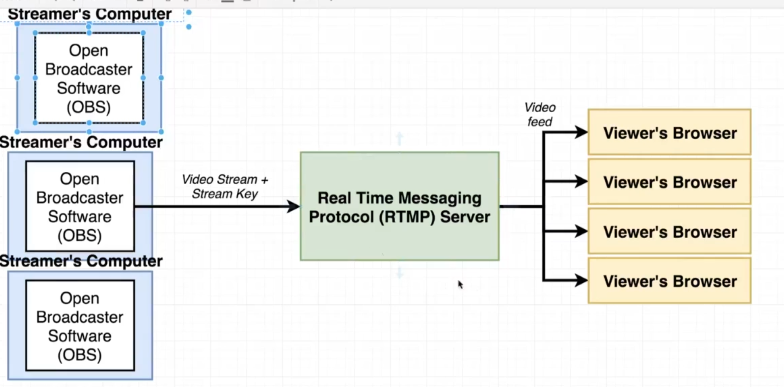 Streamer's Computer
Open
Broadcaster
Software
(OBS)
Streamer's Computer
Open
Broadcaster
Software
(OBS)
Streamer's Computer
Open
Broadcaster
Software
(OBS)
Video Stream +
Stream Key
Real Time Messaging
Protocol (RTMP) Server
Video
feed
Viewer's Browser
Viewer's Browser
Viewer's Browser
Viewer's Browser